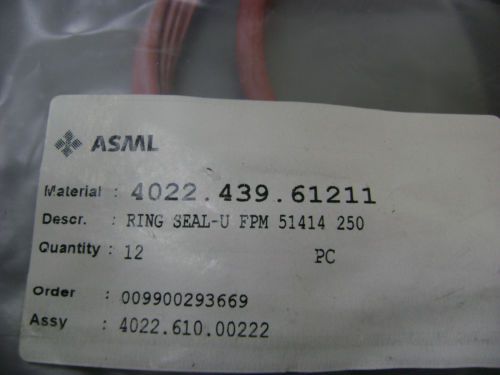 ASML
Material : 4022.439.61211
Descr. : RING SEAL-U FPM 51414 250
Quantity : 12 PC
Order : 009900293669
Assy : 4022.610.00222